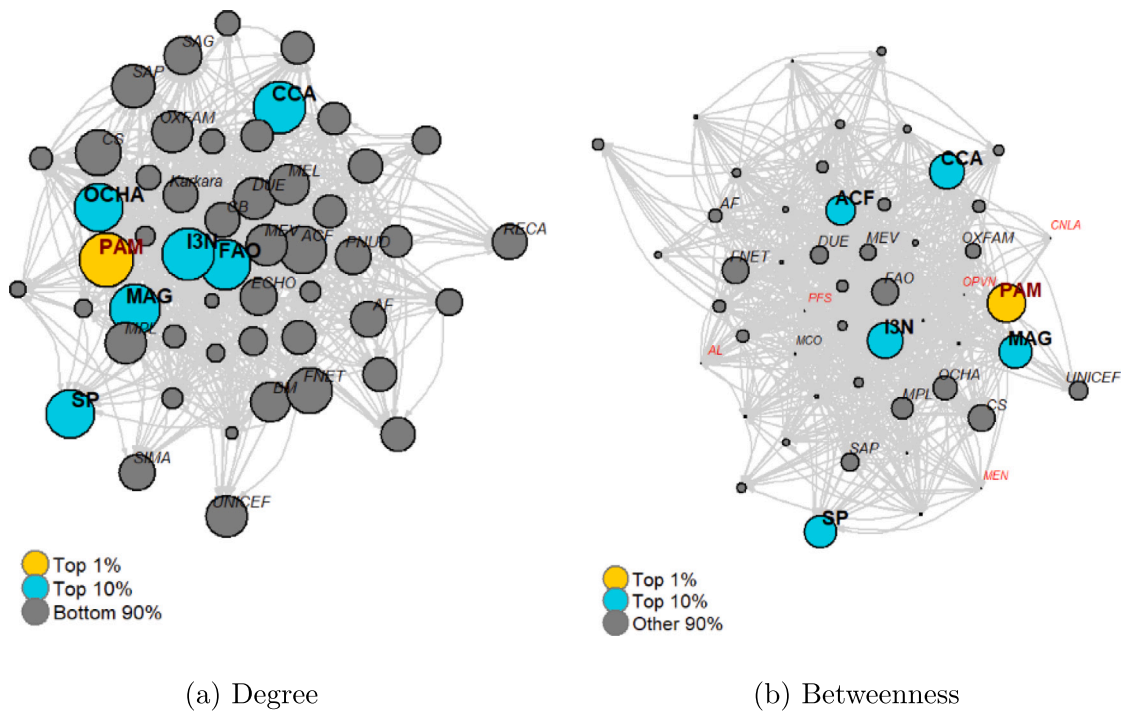 SAG
SAP
CCA
OXFAM
CS
MEL
Karkara
DUE
OCHA
GB
RECA
MEV
ACF
PAM
I3N
FAO
PNUD
ECHO
MAG
AF
MPL
FNET
BM
SP
SIMA
UNICEF
Top 1%
Top 10%
Bottom 90%
(a) Degree
CCA
ACF
AF
CNLA
DUE
MEV
OXFAM
FNET
FAO
OPVN
PAM
PFS
I3N
MAG
MCO
AL
OCHA
UNICEF
MPL
CS
SAP
MEN
SP
Top 1%
Top 10%
Other 90%
(b) Betweenness